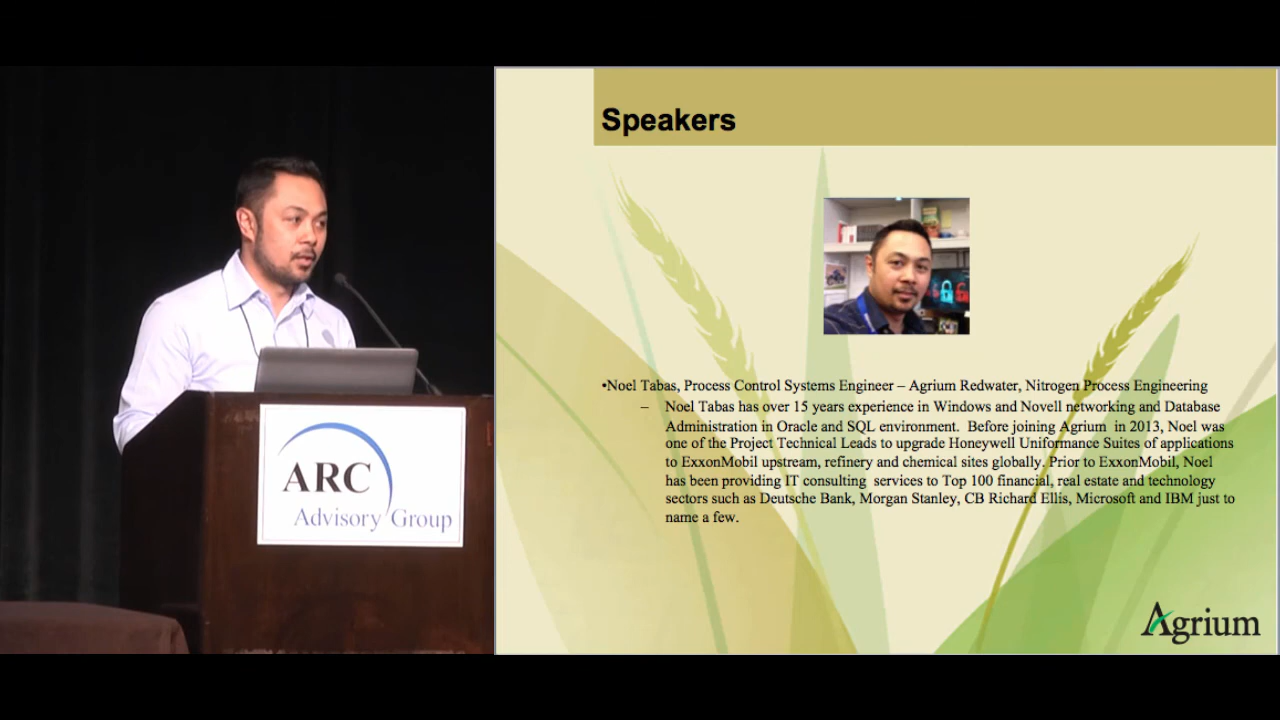 Speakers
•Noel Tabas, Process Control Systems Engineer – Agrium Redwater, Nitrogen Process Engineering
– Noel Tabas has over 15 years experience in Windows and Novell networking and Database
Administration in Oracle and SQL environment.  Before joining Agrium  in 2013, Noel was
one of the Project Technical Leads to upgrade Honeywell Uniformance Suites of applications
to ExxonMobil upstream, refinery and chemical sites globally. Prior to ExxonMobil, Noel
has been providing IT consulting  services to Top 100 financial, real estate and technology
sectors such as Deutsche Bank, Morgan Stanley, CB Richard Ellis, Microsoft and IBM just to
name a few.
Agrium
ARC
Advisory Group